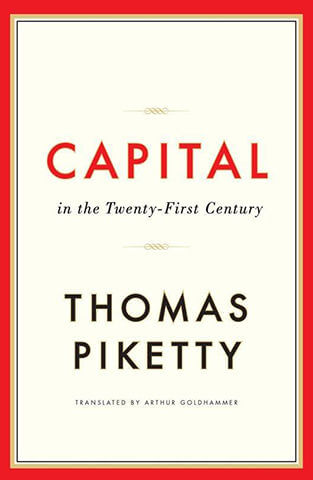 CAPITAL
in the Twenty-First Century
THOMAS
PIKETTY
TRANSLATED BY ARTHUR GOLDHAMMER